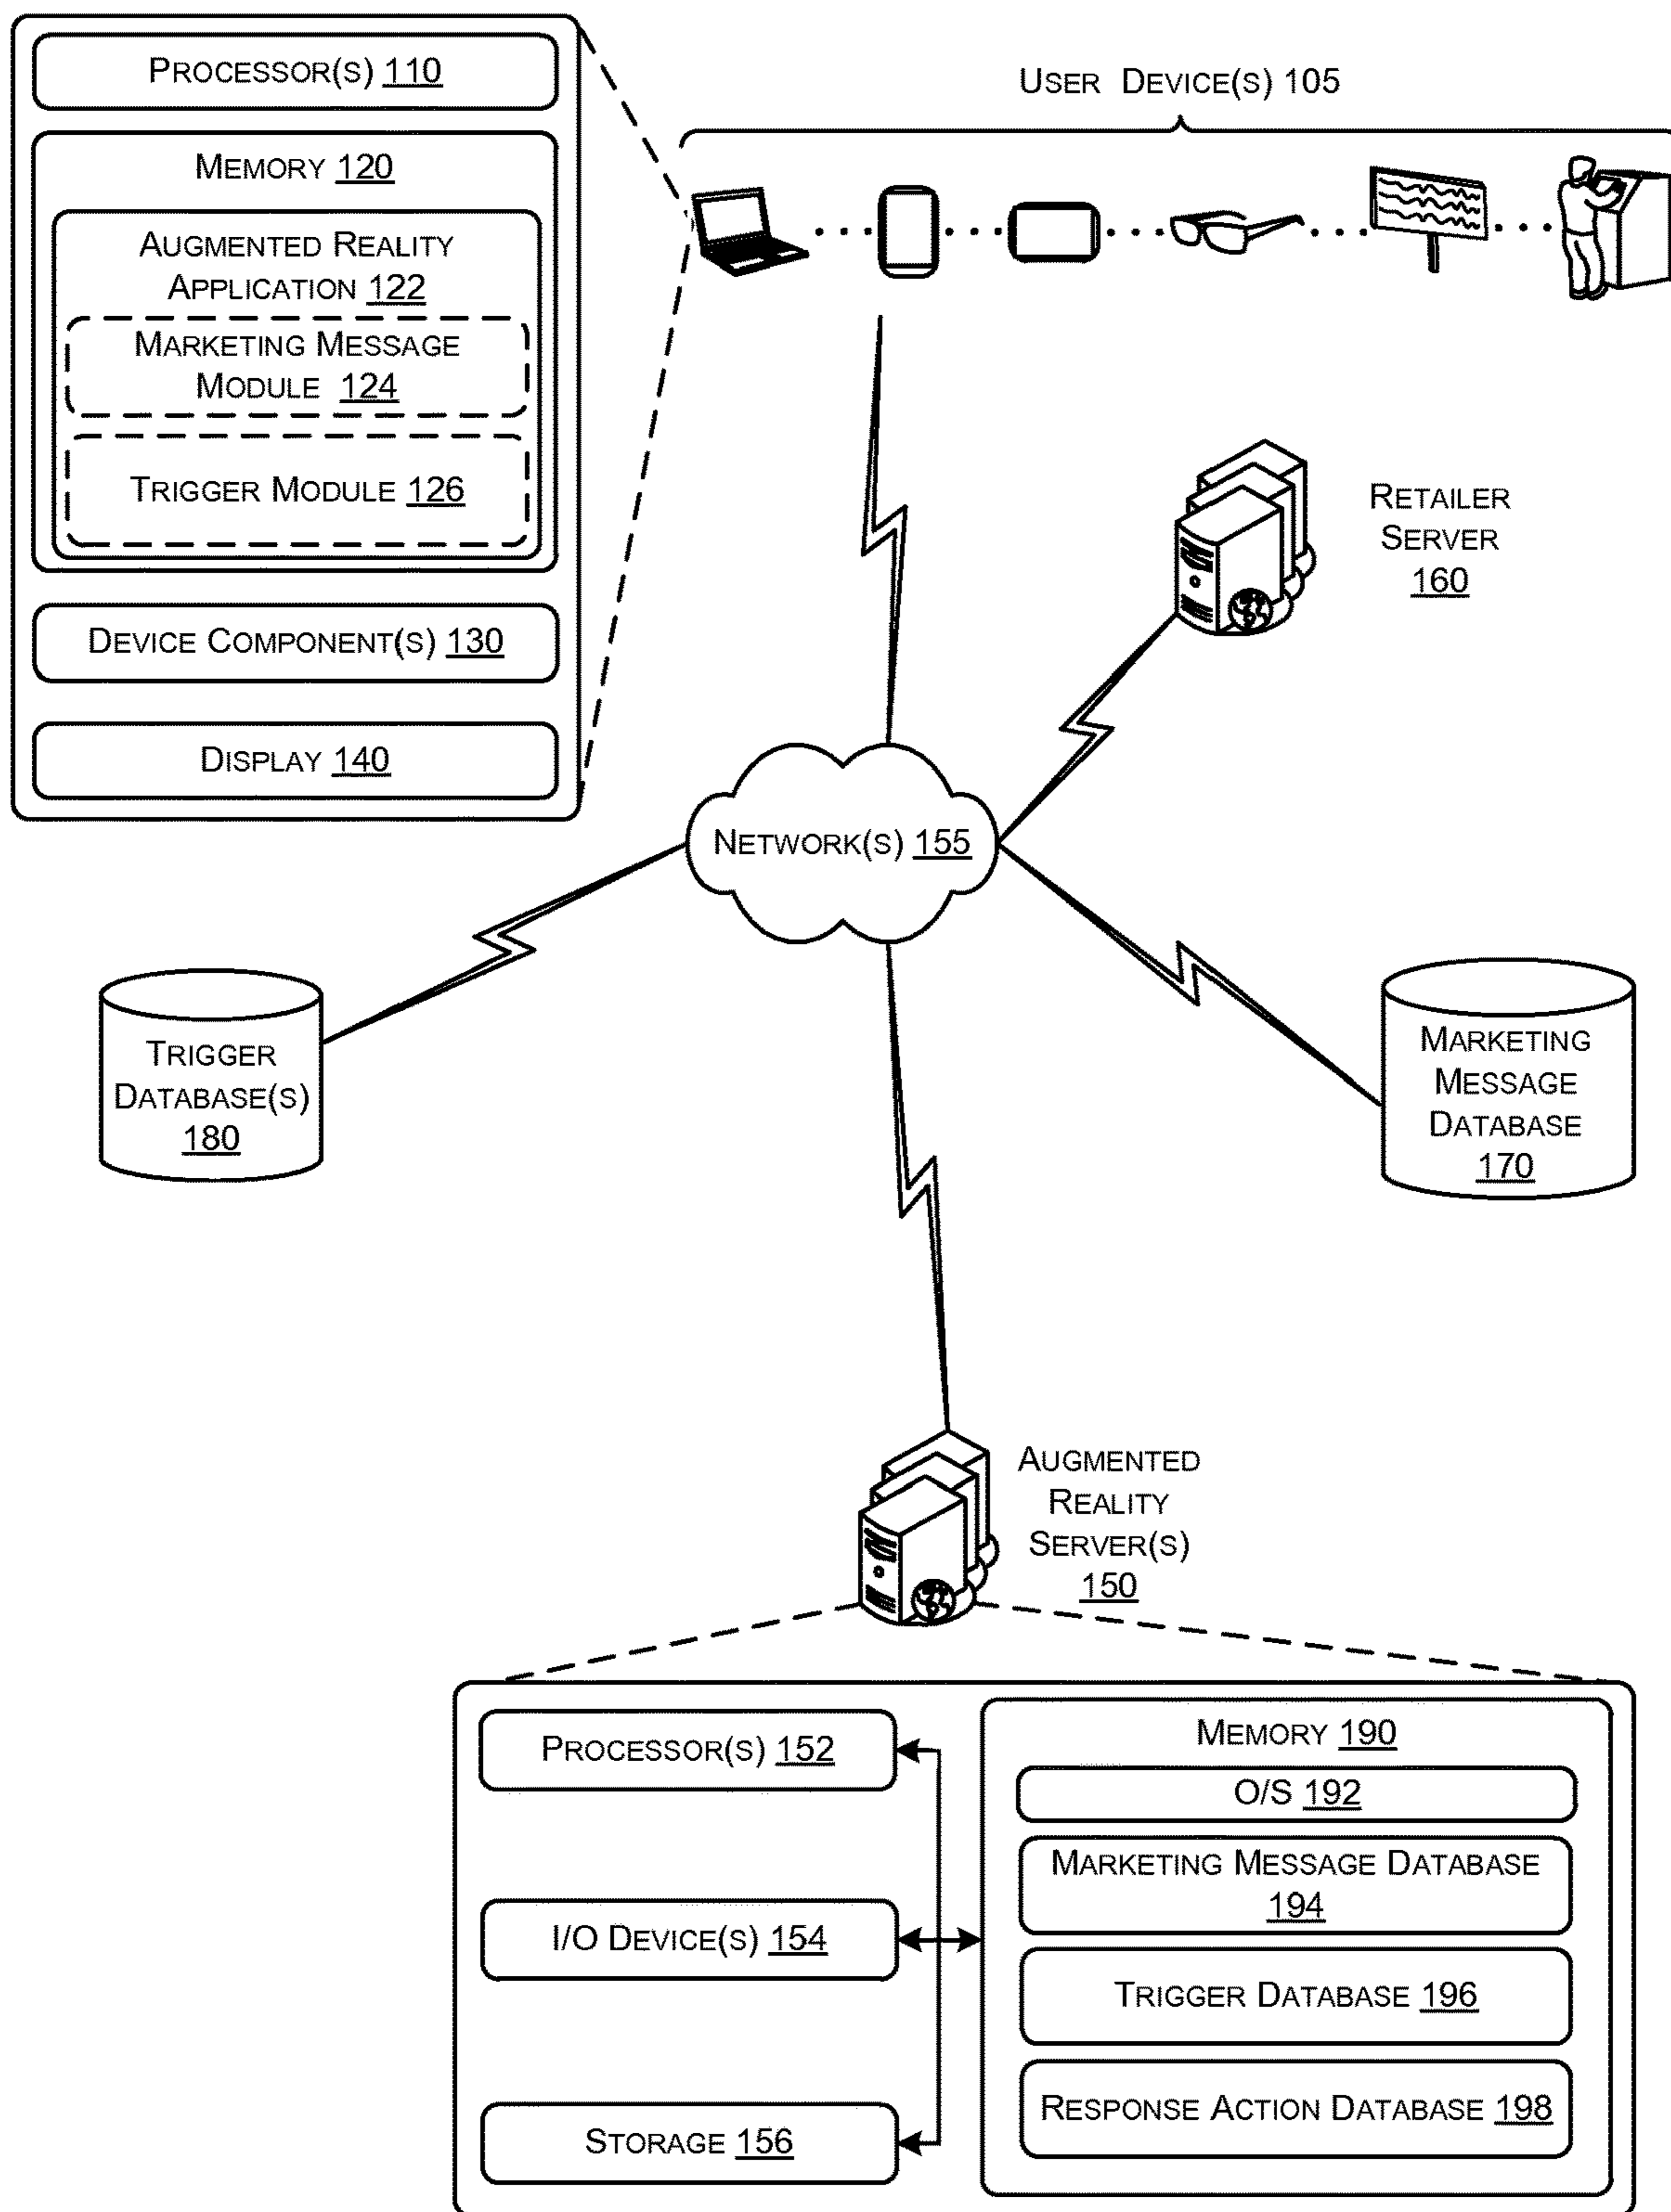 PROCESSOR(S) 110
MEMORY 120
AUGMENTED REALITY
APPLICATION 122
MARKETING MESSAGE
MODULE 124
TRIGGER MODULE 126
DEVICE COMPONENT(S) 130
DISPLAY 140
USER DEVICE(S) 105
RETAILER
SERVER
160
NETWORK(S) 155
TRIGGER
DATABASE(S)
180
MARKETING
MESSAGE
DATABASE
170
AUGMENTED
REALITY
SERVER(S)
150
PROCESSOR(S) 152
I/O DEVICE(S) 154
STORAGE 156
MEMORY 190
O/S 192
MARKETING MESSAGE DATABASE
194
TRIGGER DATABASE 196
RESPONSE ACTION DATABASE 198